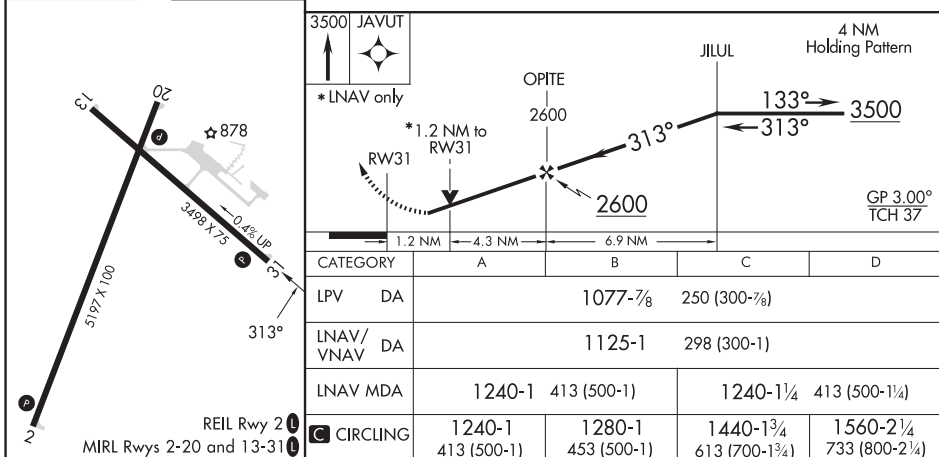 3500 JAVUT
* LNAV only
4 NM
Holding Pattern
JILUL
OPITE
2600
133°
313°
3500
313°
*1.2 NM to
RW31
RW31
2600
GP 3.00°
TCH 37
1.2 NM 4.3 NM 6.9 NM
13
20
P
878
3498 X 75
0.4% UP
P
31
313°
5197 X 100
P
2
REIL Rwy 2 L
MIRL Rwys 2-20 and 13-31 L
CATEGORY A B C D
LPV DA 1077-⅞ 250 (300-⅞)
LNAV/
VNAV DA 1125-1 298 (300-1)
LNAV MDA 1240-1 413 (500-1) 1240-1¼ 413 (500-1¼)
C CIRCLING 1240-1 1280-1 1440-1¾ 1560-2¼
413 (500-1) 453 (500-1) 613 (700-1¾) 733 (800-2¼)